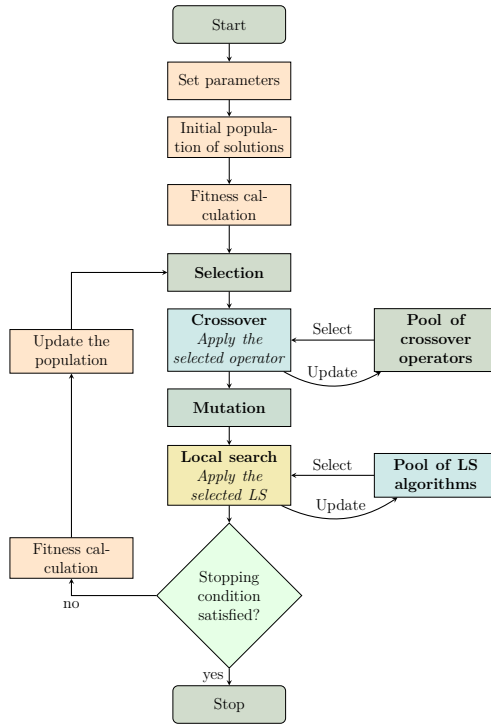 Start
Set parameters
Initial popula-
tion of solutions
Fitness cal-
culation
Selection
Crossover
Apply the
selected operator
Select
Update
Pool of
crossover
operators
Update the
population
Mutation
Local search
Apply the
selected LS
Select
Update
Pool of LS
algorithms
Fitness cal-
culation
no
Stopping
condition
satisfied?
yes
Stop